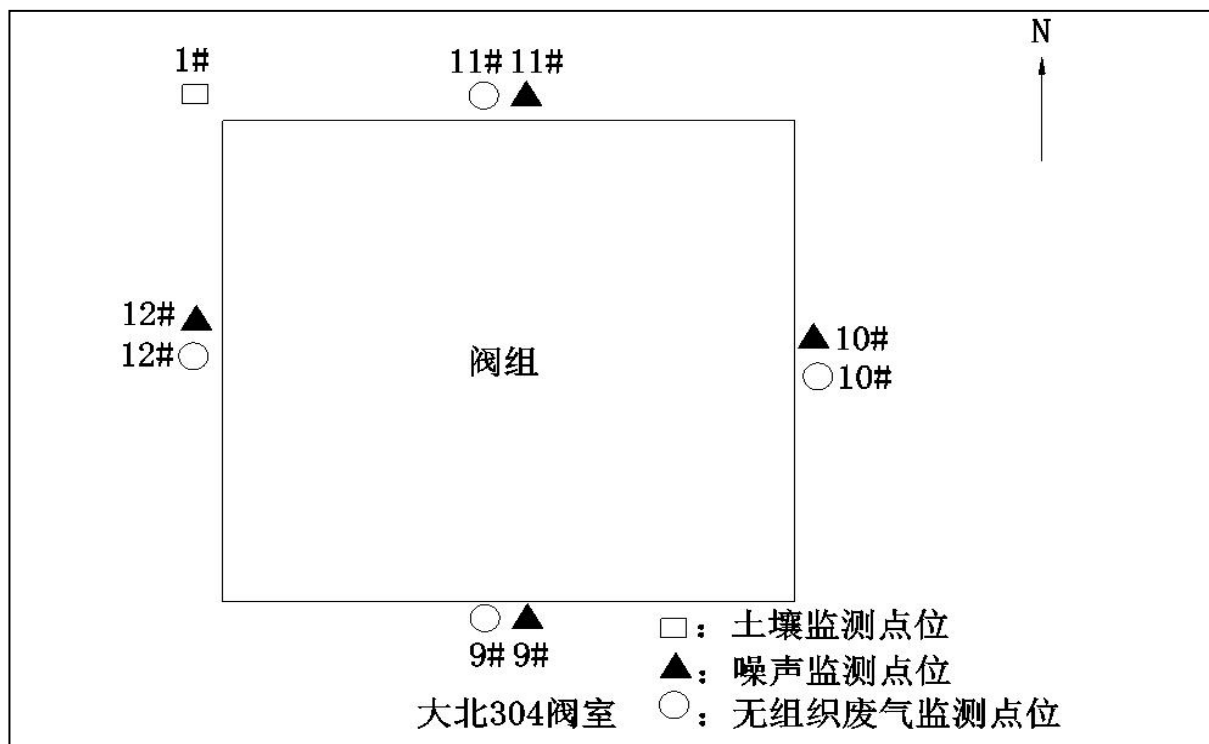 N
1#
11# 11#
12#
12#
阀组
10#
10#
9# 9#
：土壤监测点位
：噪声监测点位
：无组织废气监测点位
大北304阀室